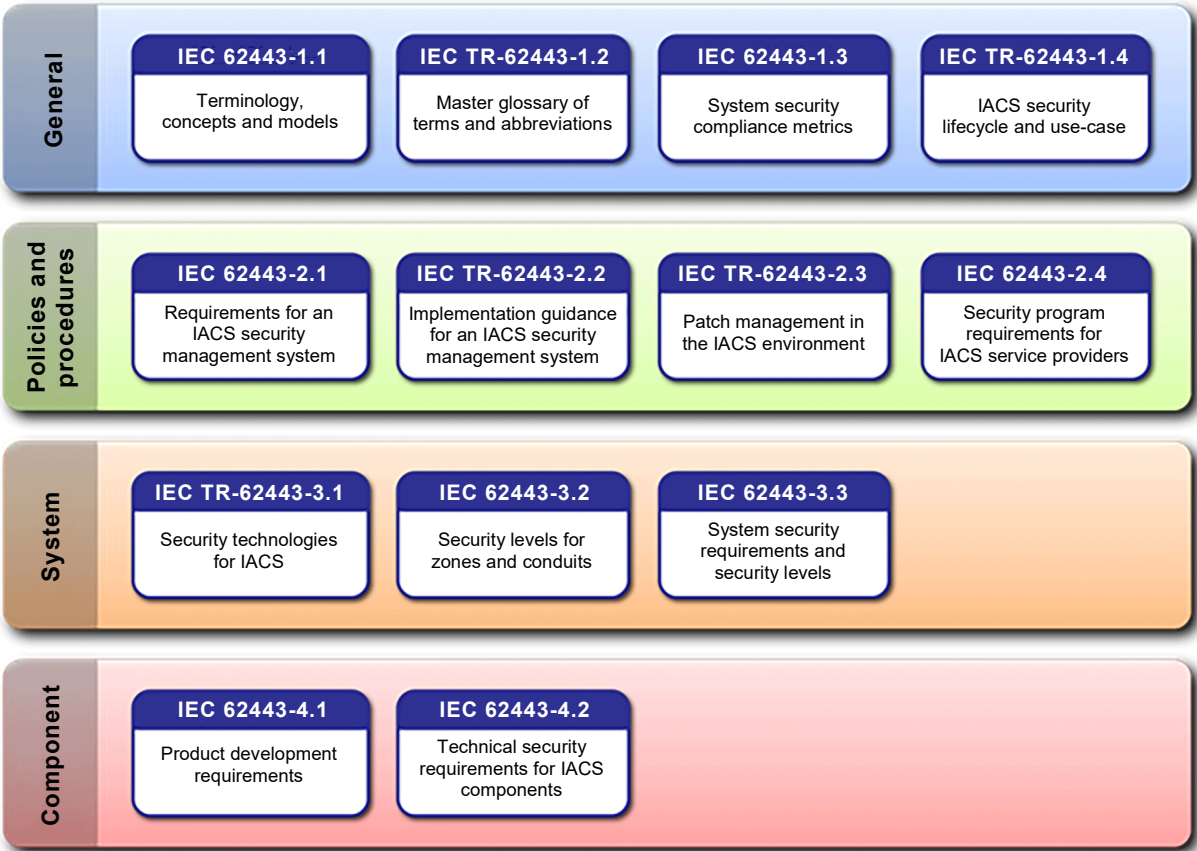 General
IEC 62443-1.1
Terminology,
concepts and models
IEC TR-62443-1.2
Master glossary of
terms and abbreviations
IEC 62443-1.3
System security
compliance metrics
IEC TR-62443-1.4
IACS security
lifecycle and use-case
Policies and
procedures
IEC 62443-2.1
Requirements for an
IACS security
management system
IEC TR-62443-2.2
Implementation guidance
for an IACS security
management system
IEC TR-62443-2.3
Patch management in
the IACS environment
IEC 62443-2.4
Security program
requirements for
IACS service providers
System
IEC TR-62443-3.1
Security technologies
for IACS
IEC 62443-3.2
Security levels for
zones and conduits
IEC 62443-3.3
System security
requirements and
security levels
Component
IEC 62443-4.1
Product development
requirements
IEC 62443-4.2
Technical security
requirements for IACS
components